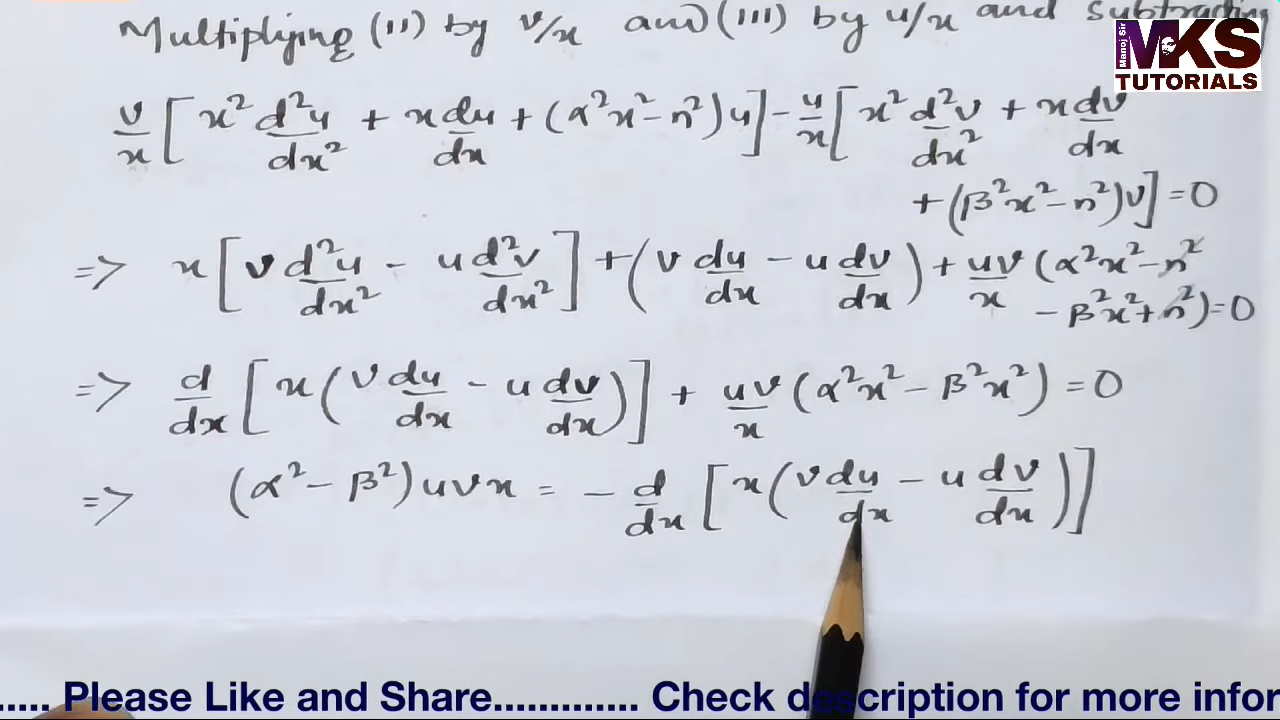 Multiplying (ii) by v/x and (iii) by u/x and subtracting
Manoj Sir
MKS
TUTORIALS
v/x [x² d²u/dx² + x du/dx + (α²x² − n²)u] − u/x [x² d²v/dx² + x dv/dx
+ (β²x² − n²)v] = 0
=> x [v d²u/dx² − u d²v/dx²] + (v du/dx − u dv/dx) + uv/x (α²x² − n²
− β²x² + n²) = 0
=> d/dx [x (v du/dx − u dv/dx)] + uv/x (α²x² − β²x²) = 0
=> (α² − β²) uvx = − d/dx [x (v du/dx − u dv/dx)]
..... Please Like and Share............. Check description for more infor